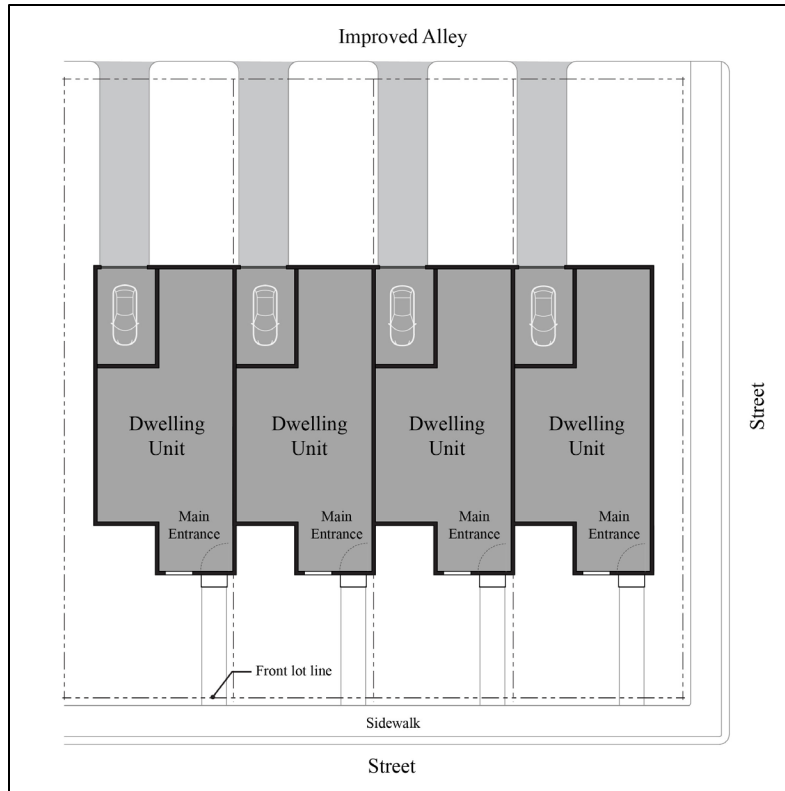 Improved Alley
Dwelling
Unit
Dwelling
Unit
Dwelling
Unit
Dwelling
Unit
Street
Main
Entrance
Main
Entrance
Main
Entrance
Main
Entrance
Front lot line
Sidewalk
Street